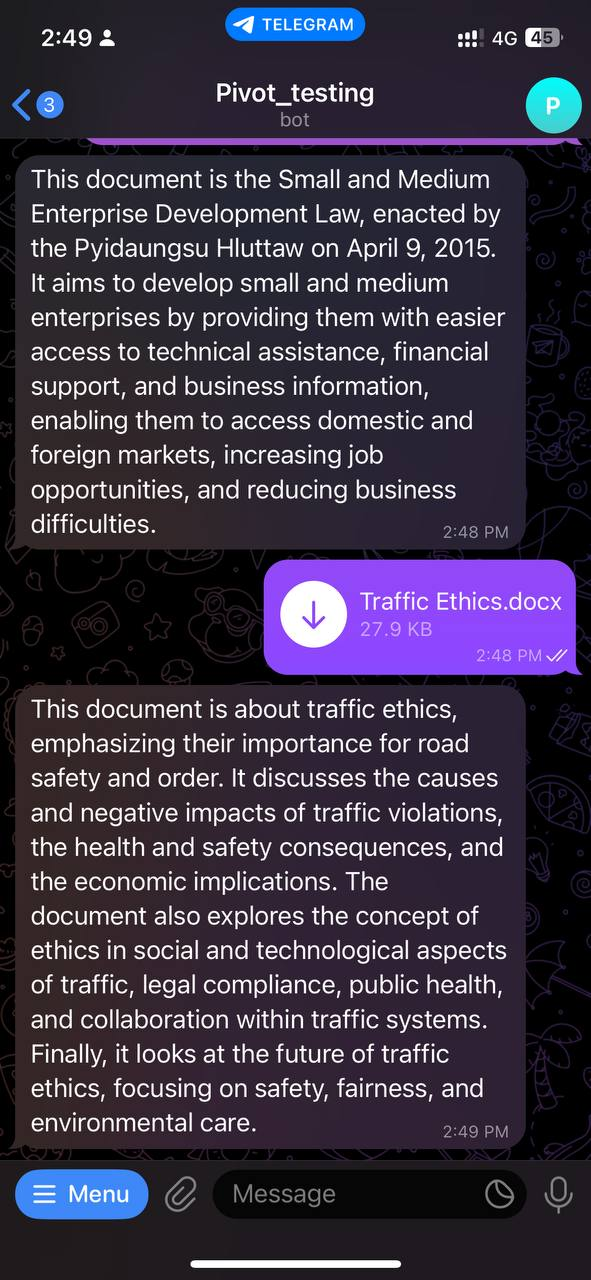 2:49
TELEGRAM
4G
45
3
Pivot_testing
bot
P
This document is the Small and Medium
Enterprise Development Law, enacted by
the Pyidaungsu Hluttaw on April 9, 2015.
It aims to develop small and medium
enterprises by providing them with easier
access to technical assistance, financial
support, and business information,
enabling them to access domestic and
foreign markets, increasing job
opportunities, and reducing business
difficulties.
2:48 PM
Traffic Ethics.docx
27.9 KB
2:48 PM
This document is about traffic ethics,
emphasizing their importance for road
safety and order. It discusses the causes
and negative impacts of traffic violations,
the health and safety consequences, and
the economic implications. The
document also explores the concept of
ethics in social and technological aspects
of traffic, legal compliance, public health,
and collaboration within traffic systems.
Finally, it looks at the future of traffic
ethics, focusing on safety, fairness, and
environmental care.
2:49 PM
Menu
Message